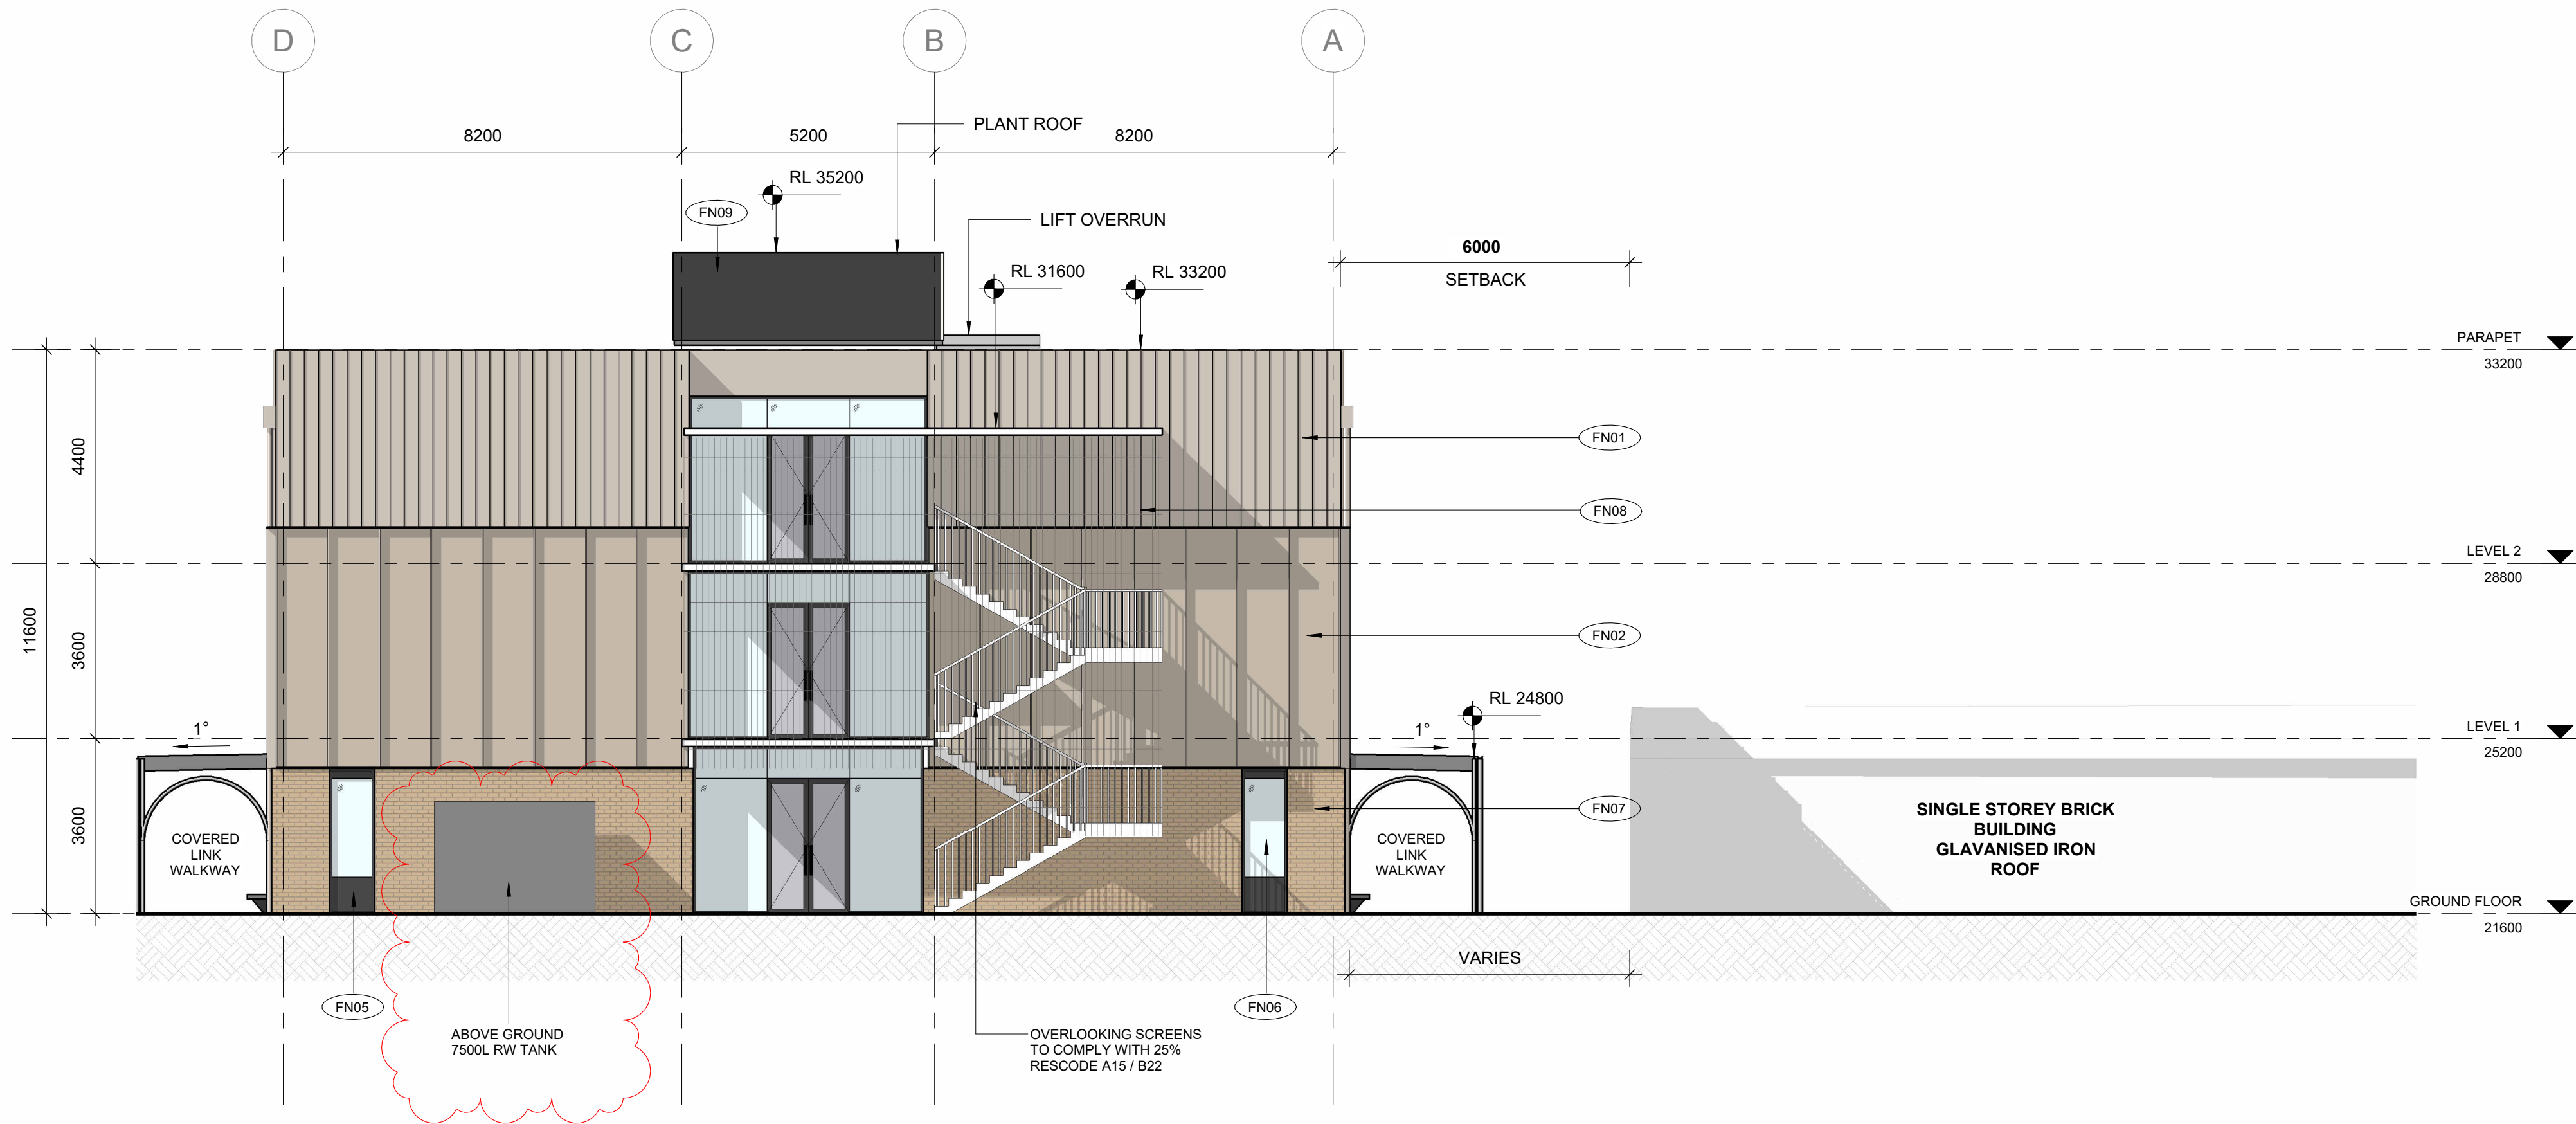 D
C
B
A
8200
5200
8200
PLANT ROOF
RL 35200
FN09
LIFT OVERRUN
RL 31600
RL 33200
6000
SETBACK
PARAPET
33200
FN01
4400
FN08
LEVEL 2
28800
11600
3600
FN02
RL 24800
1°
1°
LEVEL 1
25200
3600
FN07
COVERED
LINK
WALKWAY
COVERED
LINK
WALKWAY
SINGLE STOREY BRICK
BUILDING
GLAVANISED IRON
ROOF
GROUND FLOOR
21600
VARIES
FN05
FN06
ABOVE GROUND
7500L RW TANK
OVERLOOKING SCREENS
TO COMPLY WITH 25%
RESCODE A15 / B22